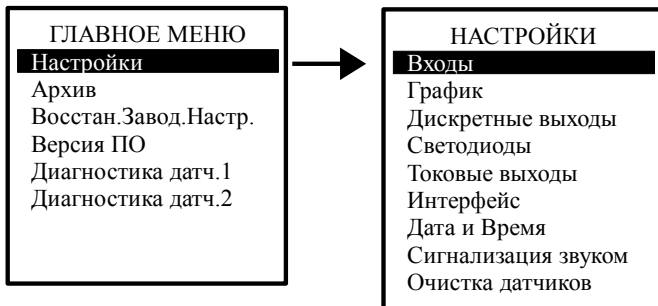 ГЛАВНОЕ МЕНЮ
Настройки
Архив
Восстан.Завод.Настр.
Версия ПО
Диагностика датч.1
Диагностика датч.2
НАСТРОЙКИ
Входы
График
Дискретные выходы
Светодиоды
Токовые выходы
Интерфейс
Дата и Время
Сигнализация звуком
Очистка датчиков